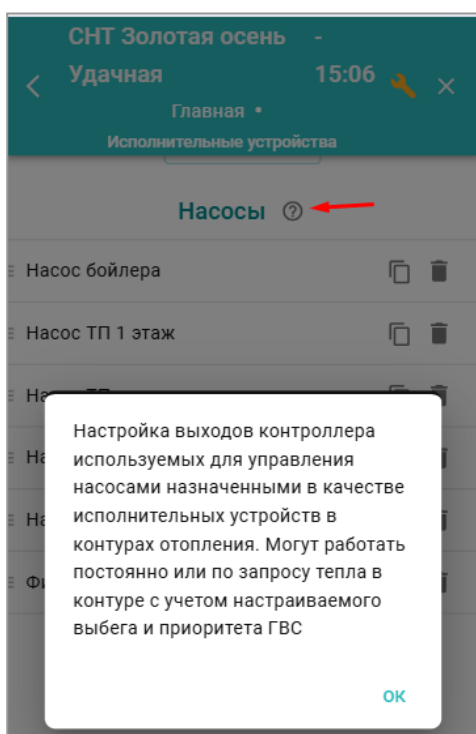 СНТ Золотая осень -
Удачная 15:06
Главная •
Исполнительные устройства
Насосы
Насос бойлера
Насос ТП 1 этаж
Настройка выходов контроллера
используемых для управления
насосами назначенными в качестве
исполнительных устройств в
контурах отопления. Могут работать
постоянно или по запросу тепла в
контуре с учетом настраиваемого
выбега и приоритета ГВС
ОК